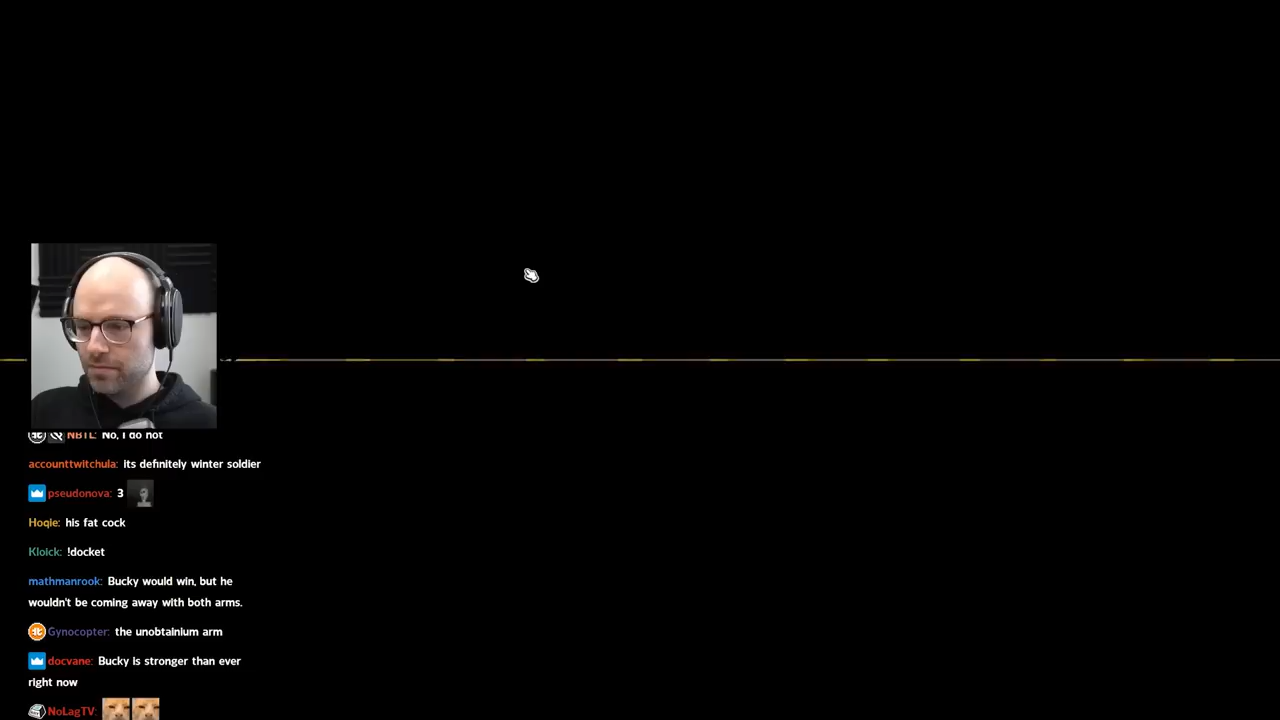 NBTL: No, I do not
accounttwitchula: its definitely winter soldier
pseudonova: 3
Hoqie: his fat cock
Kloick: !docket
mathmanrook: Bucky would win, but he
wouldn't be coming away with both arms.
Gynocopter: the unobtainium arm
docvane: Bucky is stronger than ever
right now
NoLagTV: